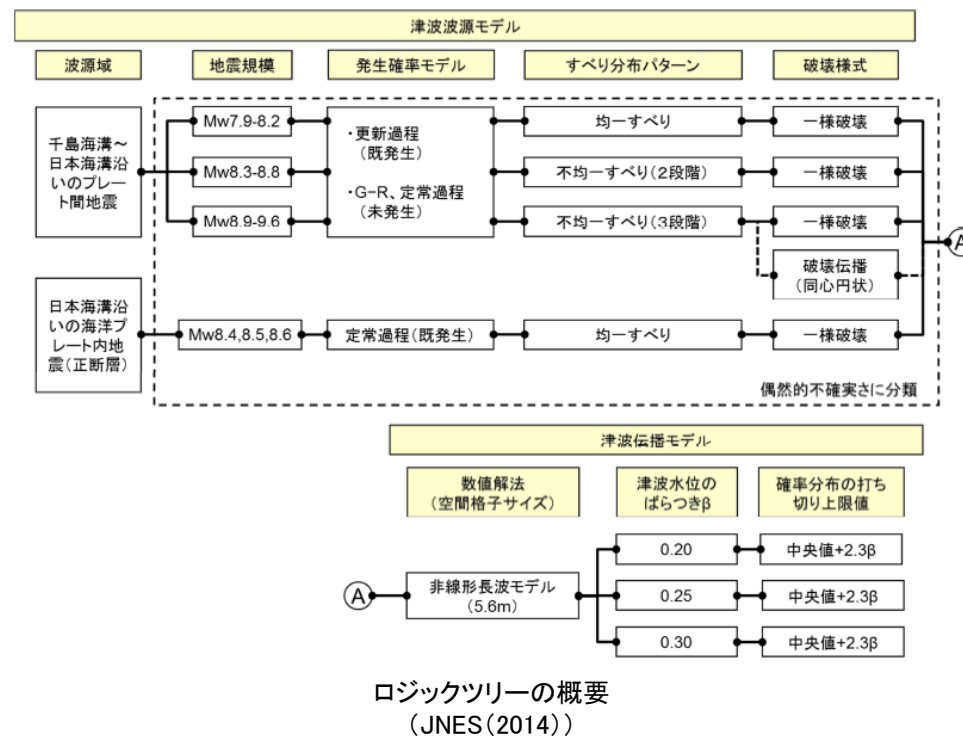 津波波源モデル
波源域
地震規模
発生確率モデル
すべり分布パターン
破壊様式
千島海溝～
日本海溝沿
いのプレー
ト間地震
Mw7.9-8.2
Mw8.3-8.8
Mw8.9-9.6
・更新過程
（既発生）
・G-R、定常過程
（未発生）
均一すべり
不均一すべり（2段階）
不均一すべり（3段階）
一様破壊
一様破壊
一様破壊
破壊伝播
（同心円状）
A
日本海溝沿
いの海洋プ
レート内地
震（正断層）
Mw8.4,8.5,8.6
定常過程（既発生）
均一すべり
一様破壊
偶然的不確実さに分類
津波伝播モデル
数値解法
（空間格子サイズ）
津波水位の
ばらつきβ
確率分布の打ち
切り上限値
A
非線形長波モデル
（5.6m）
0.20
中央値+2.3β
0.25
中央値+2.3β
0.30
中央値+2.3β
ロジックツリーの概要
（JNES（2014））